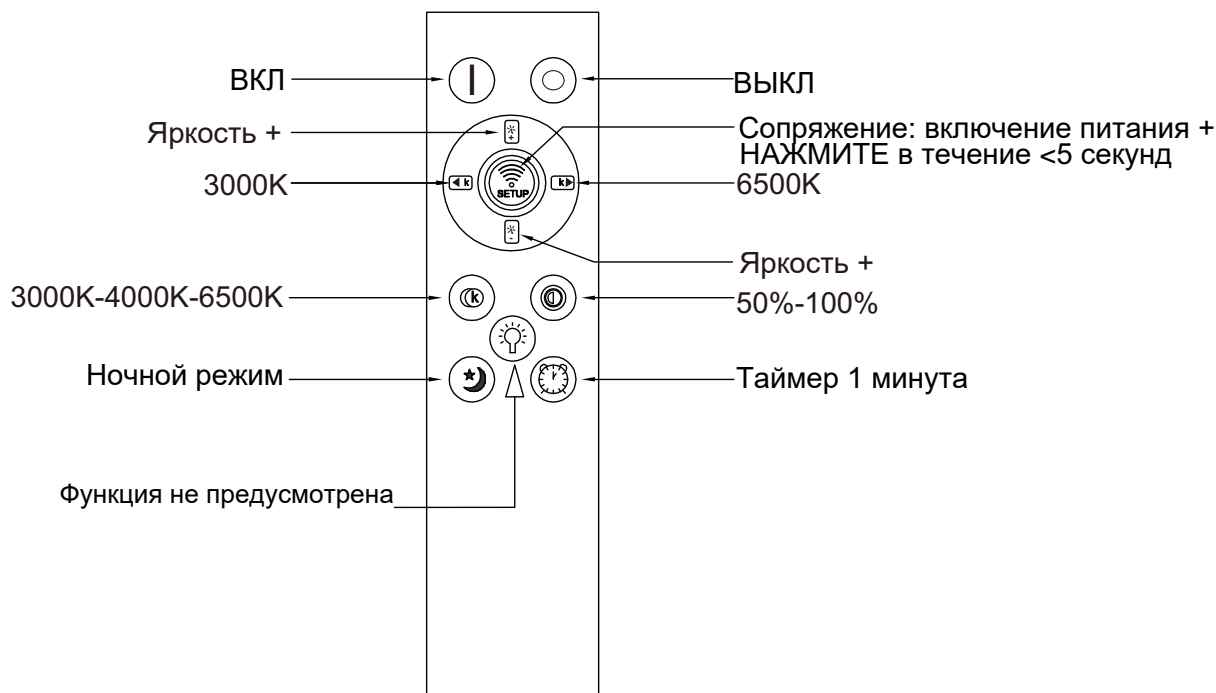 ВКЛ
ВЫКЛ
Яркость +
Сопряжение: включение питания +
НАЖМИТЕ в течение <5 секунд
3000K
k
SETUP
k
6500K
Яркость +
3000K-4000K-6500K
k
50%-100%
Ночной режим
Таймер 1 минута
Функция не предусмотрена